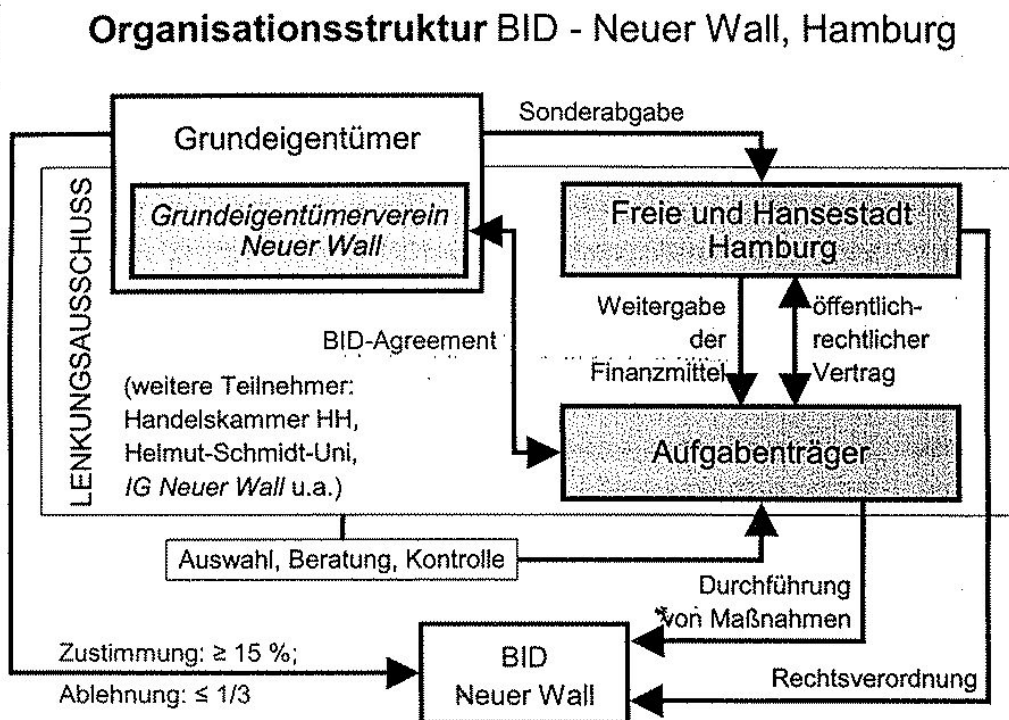 Organisationsstruktur BID - Neuer Wall, Hamburg
Sonderabgabe
Grundeigentümer
Grundeigentümerverein
Neuer Wall
Freie und Hansestadt
Hamburg
LENKUNGSAUSSCHUSS
BID-Agreement
Weitergabe
der
Finanzmittel
öffentlich-
rechtlicher
Vertrag
(weitere Teilnehmer:
Handelskammer HH,
Helmut-Schmidt-Uni,
IG Neuer Wall u.a.)
Aufgabenträger
Auswahl, Beratung, Kontrolle
Durchführung
von Maßnahmen
Zustimmung: ≥ 15 %;
Ablehnung: ≤ 1/3
BID
Neuer Wall
Rechtsverordnung